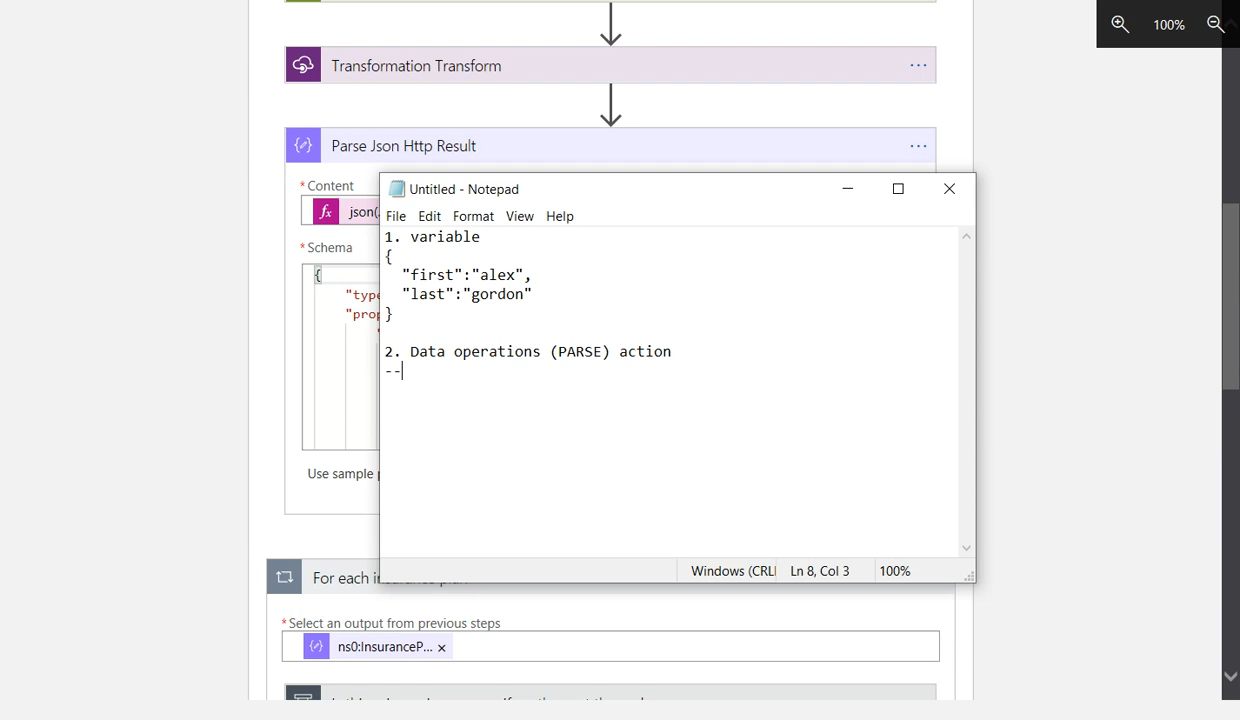 100%
Transformation Transform
Parse Json Http Result
* Content
fx json(
* Schema
{
"type
"prop
"
Use sample
Untitled - Notepad
File Edit Format View Help
1. variable
{
"first":"alex",
"last":"gordon"
}
2. Data operations (PARSE) action
--
Windows (CRL
Ln 8, Col 3
100%
For each
* Select an output from previous steps
ns0:InsuranceP... ×